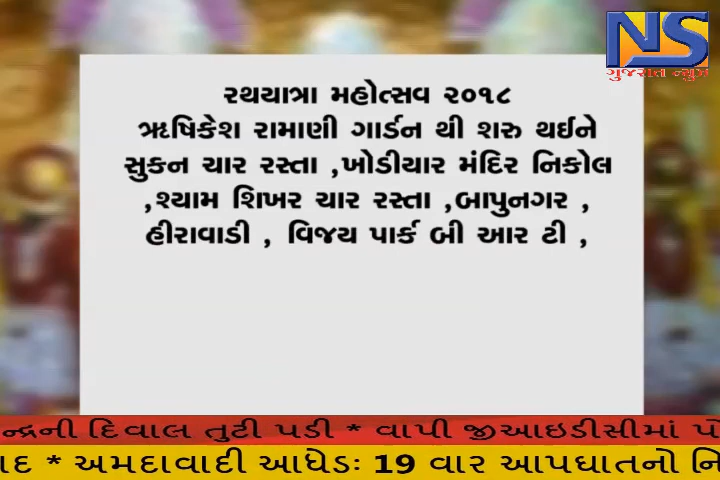 NS
ગુજરાત ન્યુઝ
રથયાત્રા મહોત્સવ ૨૦૧૮
ઋષિકેશ રામાણી ગાર્ડન થી શરુ થઈને
સુકન ચાર રસ્તા ,ખોડીયાર મંદિર નિકોલ
,શ્યામ શિખર ચાર રસ્તા ,બાપુનગર ,
હીરાવાડી , વિજય પાર્ક બી આર ટી ,
ન્દ્રની દિવાલ તુટી પડી * વાપી જીઆઇડીસીમાં પો
ાદ * અમદાવાદી આધેડઃ 19 વાર આપઘાતનો નિ